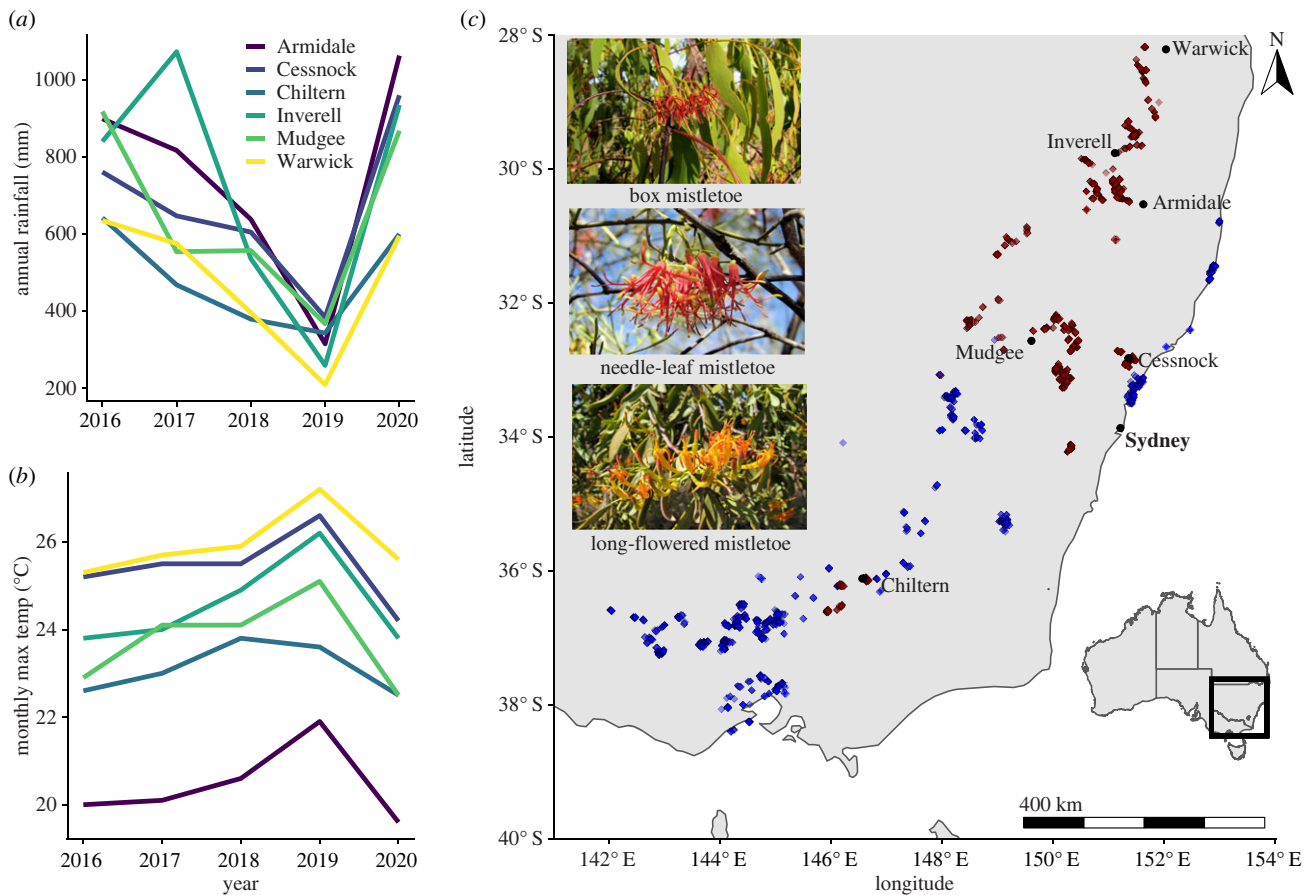 (a)
annual rainfall (mm)
1000
800
600
400
200
2016 2017 2018 2019 2020
Armidale
Cessnock
Chiltern
Inverell
Mudgee
Warwick
(b)
monthly max temp (°C)
26
24
22
20
2016 2017 2018 2019 2020
year
(c)
latitude
28° S
30° S
32° S
34° S
36° S
38° S
40° S
box mistletoe
needle-leaf mistletoe
long-flowered mistletoe
N
Warwick
Inverell
Armidale
Mudgee
Cessnock
Sydney
Chiltern
400 km
142° E 144° E 146° E 148° E 150° E 152° E 154° E
longitude